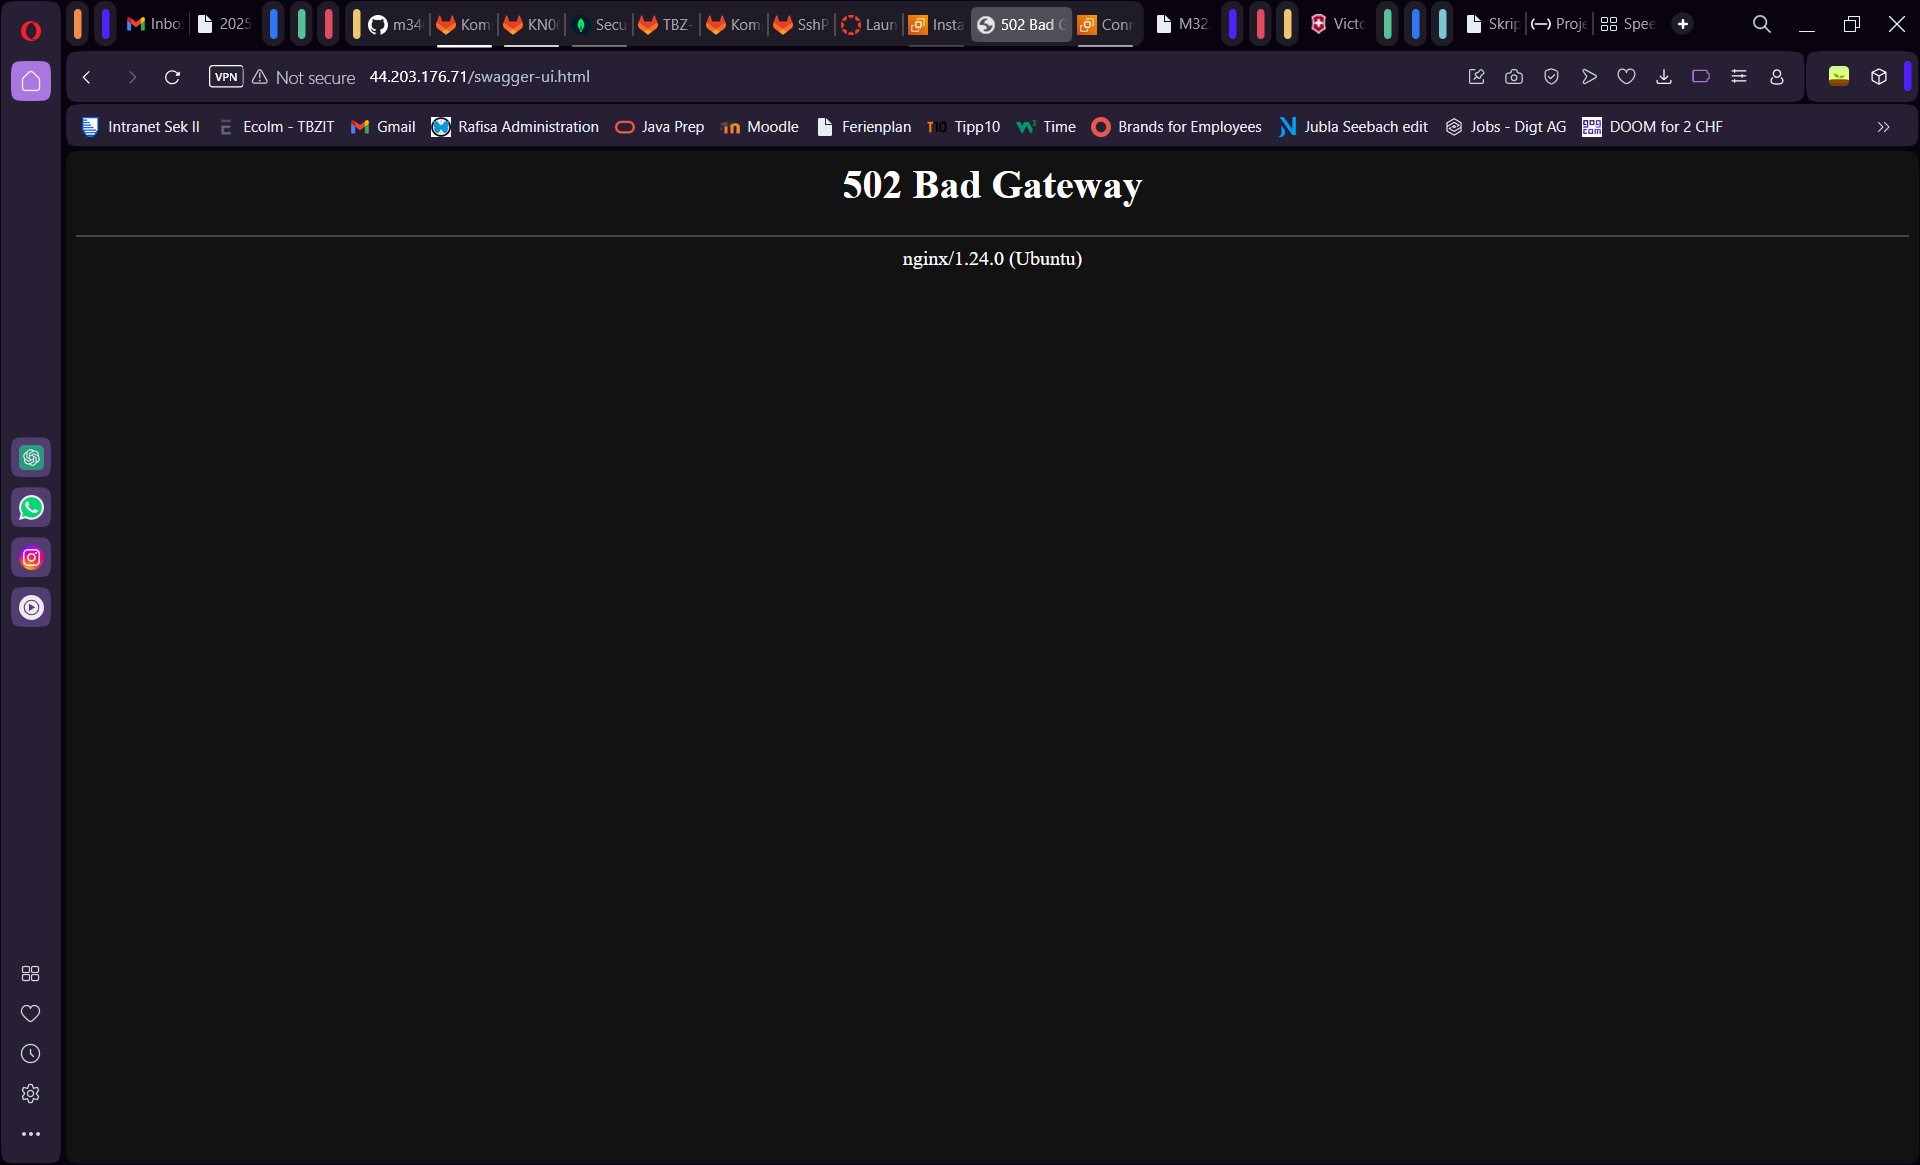 Inbo
2025
m34
Kom
KN0
Secu
TBZ-
Kom
SshP
Laun
Insta
502 Bad G
Conn
M32
Victo
Skrip
Proje
Spee
VPN
Not secure
44.203.176.71/swagger-ui.html
Intranet Sek II
Ecolm - TBZIT
Gmail
Rafisa Administration
Java Prep
Moodle
Ferienplan
T10 Tipp10
Time
Brands for Employees
Jubla Seebach edit
Jobs - Digt AG
DOOM for 2 CHF
502 Bad Gateway
nginx/1.24.0 (Ubuntu)